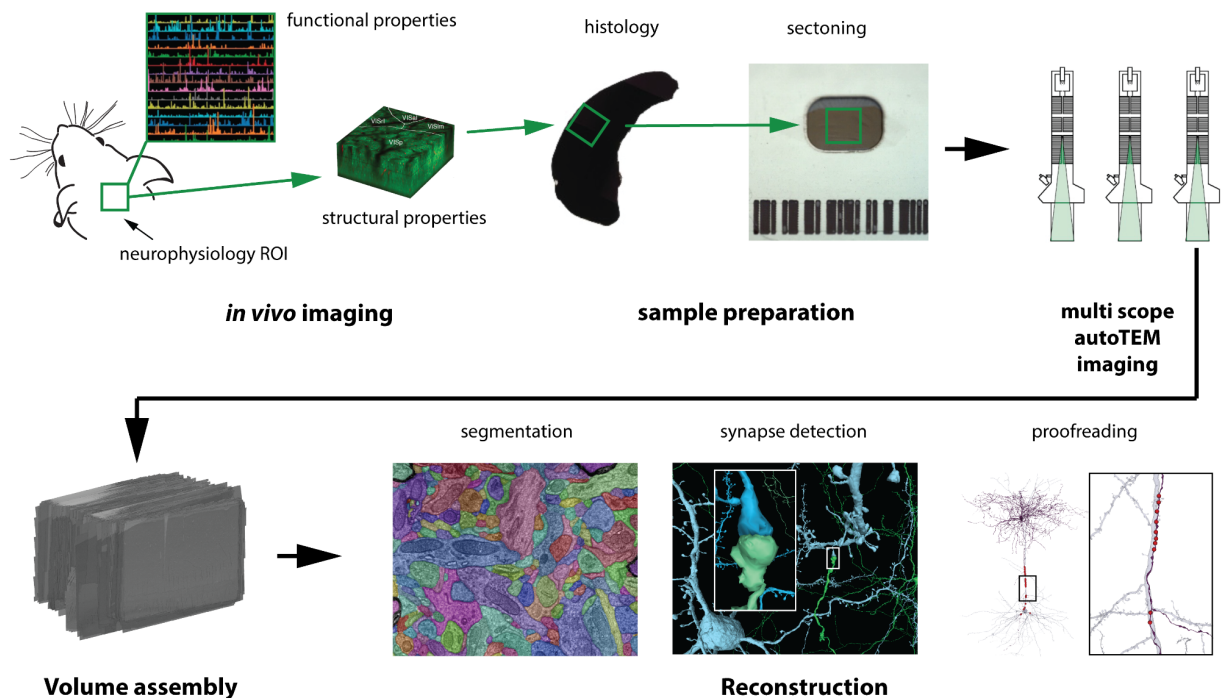 functional properties
histology
sectoning
VISrl
VISal
VISlm
VISp
structural properties
neurophysiology ROI
in vivo imaging
sample preparation
multi scope
autoTEM
imaging
segmentation
synapse detection
proofreading
Volume assembly
Reconstruction